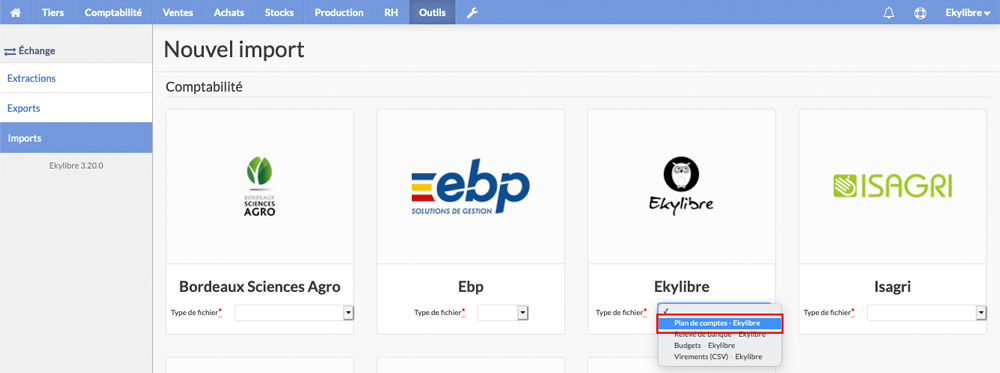 Tiers Comptabilité Ventes Achats Stocks Production RH Outils Ekylibre
Échange
Extractions
Exports
Imports
Ekylibre 3.20.0
Nouvel import
Comptabilité
BORDEAUX
SCIENCES
AGRO
ebp
SOLUTIONS DE GESTION
Ekylibre
ISAGRI
Bordeaux Sciences Agro
Type de fichier*
Ebp
Type de fichier*
Ekylibre
Type de fichier*
✓
Plan de comptes - Ekylibre
Relevé de banque - Ekylibre
Budgets - Ekylibre
Virements (CSV) - Ekylibre
Isagri
Type de fichier*